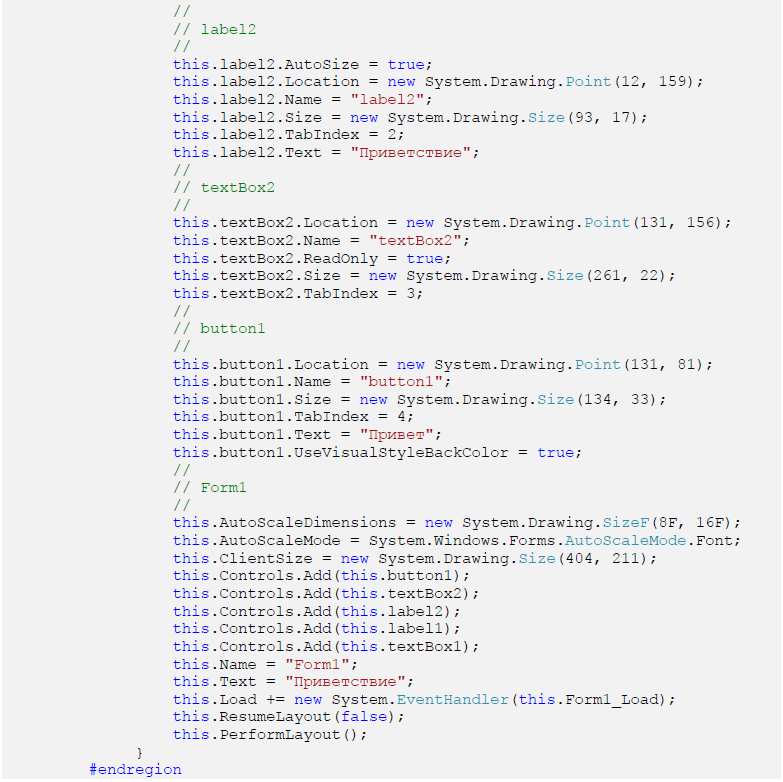 //
// label2
//
this.label2.AutoSize = true;
this.label2.Location = new System.Drawing.Point(12, 159);
this.label2.Name = "label2";
this.label2.Size = new System.Drawing.Size(93, 17);
this.label2.TabIndex = 2;
this.label2.Text = "Приветствие";
//
// textBox2
//
this.textBox2.Location = new System.Drawing.Point(131, 156);
this.textBox2.Name = "textBox2";
this.textBox2.ReadOnly = true;
this.textBox2.Size = new System.Drawing.Size(261, 22);
this.textBox2.TabIndex = 3;
//
// button1
//
this.button1.Location = new System.Drawing.Point(131, 81);
this.button1.Name = "button1";
this.button1.Size = new System.Drawing.Size(134, 33);
this.button1.TabIndex = 4;
this.button1.Text = "Привет";
this.button1.UseVisualStyleBackColor = true;
//
// Form1
//
this.AutoScaleDimensions = new System.Drawing.SizeF(8F, 16F);
this.AutoScaleMode = System.Windows.Forms.AutoScaleMode.Font;
this.ClientSize = new System.Drawing.Size(404, 211);
this.Controls.Add(this.button1);
this.Controls.Add(this.textBox2);
this.Controls.Add(this.label2);
this.Controls.Add(this.label1);
this.Controls.Add(this.textBox1);
this.Name = "Form1";
this.Text = "Приветствие";
this.Load += new System.EventHandler(this.Form1_Load);
this.ResumeLayout(false);
this.PerformLayout();
}
#endregion